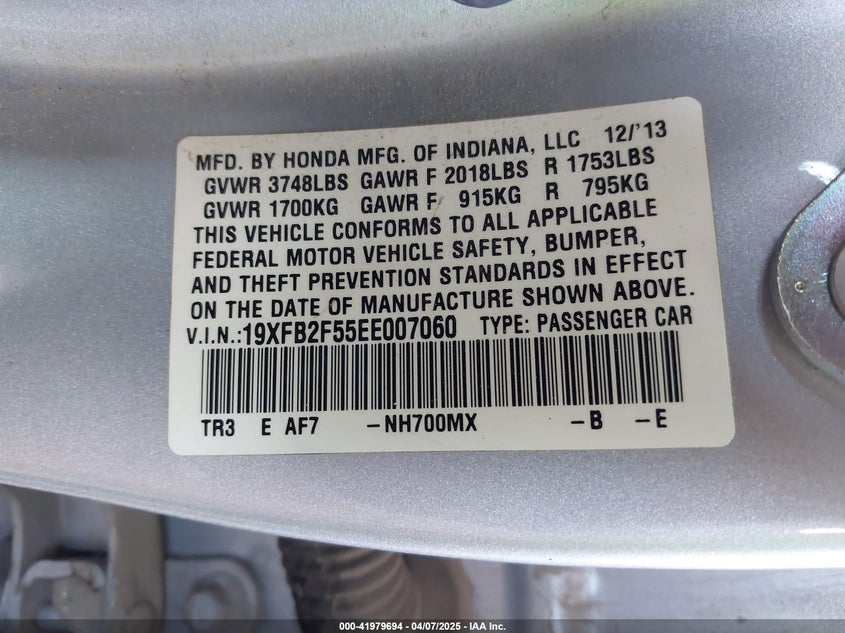 MFD. BY HONDA MFG. OF INDIANA, LLC 12/'13
GVWR 3748LBS GAWR F 2018LBS R 1753LBS
GVWR 1700KG GAWR F 915KG R 795KG
THIS VEHICLE CONFORMS TO ALL APPLICABLE
FEDERAL MOTOR VEHICLE SAFETY, BUMPER,
AND THEFT PREVENTION STANDARDS IN EFFECT
ON THE DATE OF MANUFACTURE SHOWN ABOVE.
V.I.N.:19XFB2F55EE007060 TYPE: PASSENGER CAR
TR3 E AF7 -NH700MX -B -E
000-41979694 | 04/07/2025 | IAA Inc.